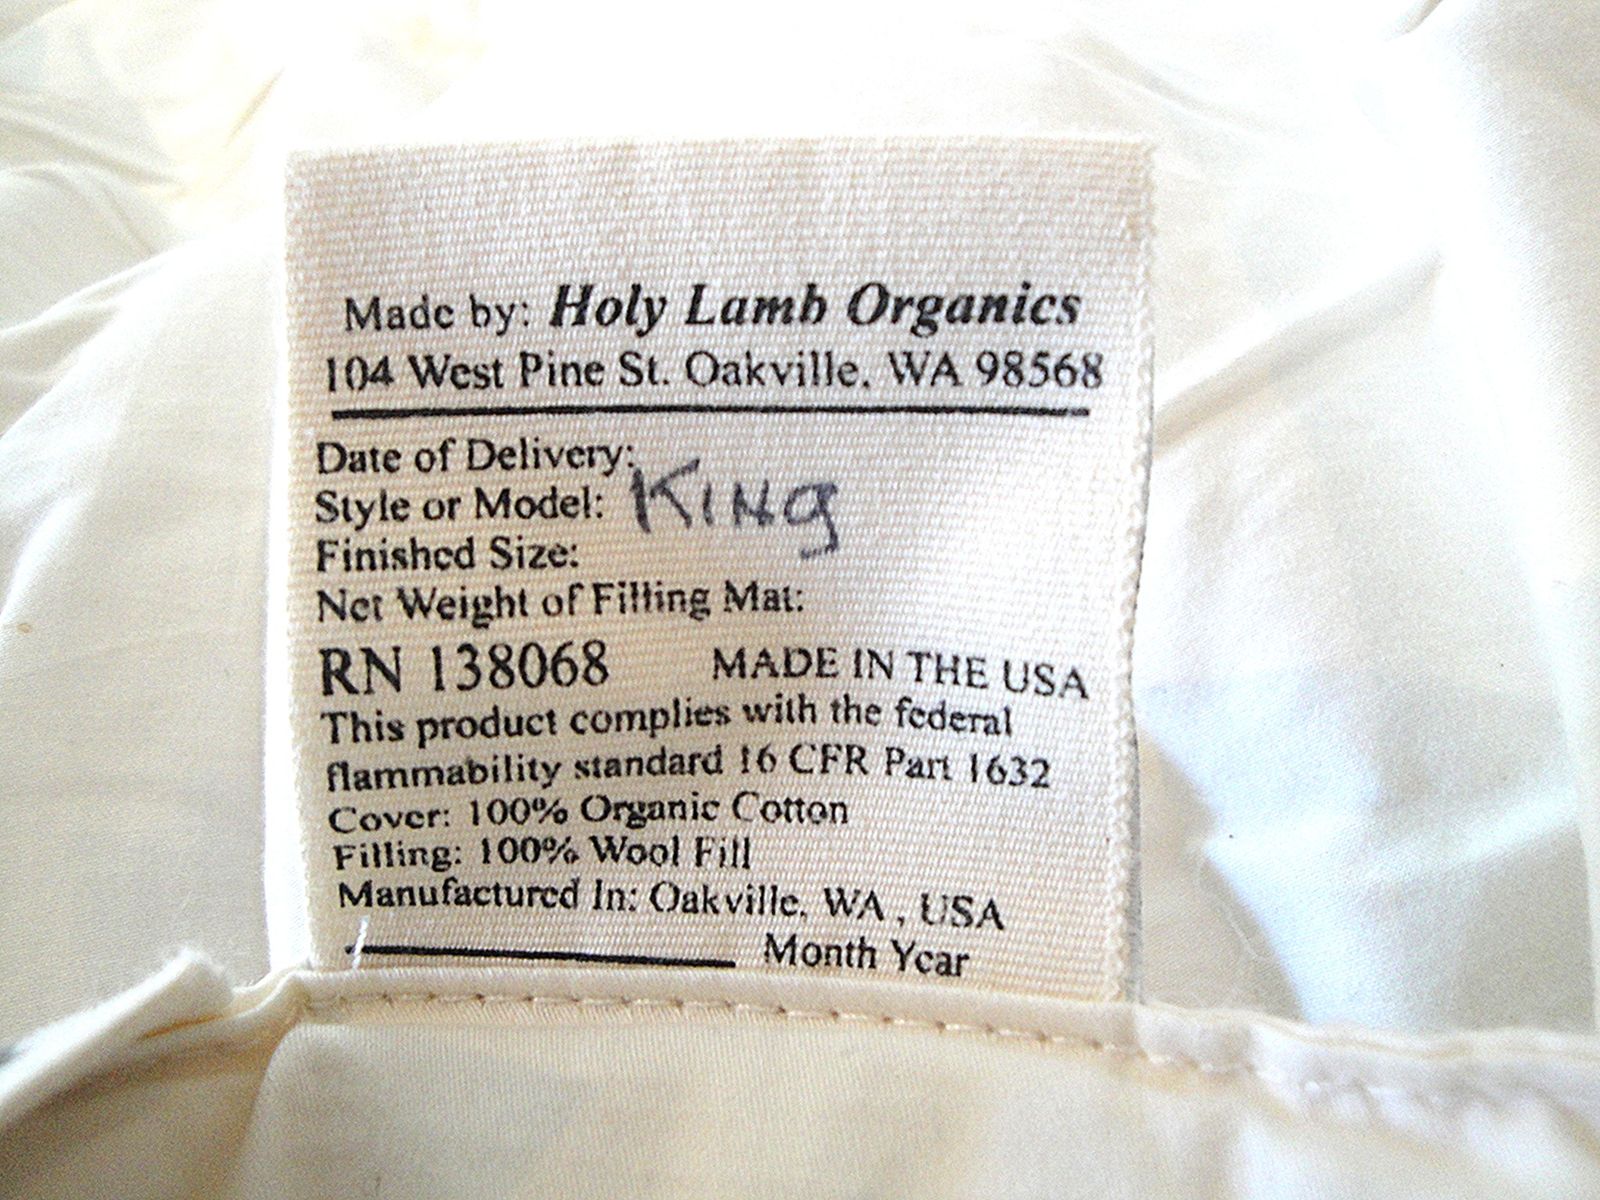 Made by: Holy Lamb Organics
104 West Pine St. Oakville, WA 98568
Date of Delivery:
Style or Model: KINg
Finished Size:
Net Weight of Filling Mat:
RN 138068 MADE IN THE USA
This product complies with the federal
flammability standard 16 CFR Part 1632
Cover: 100% Organic Cotton
Filling: 100% Wool Fill
Manufactured In: Oakville, WA, USA
Month Year